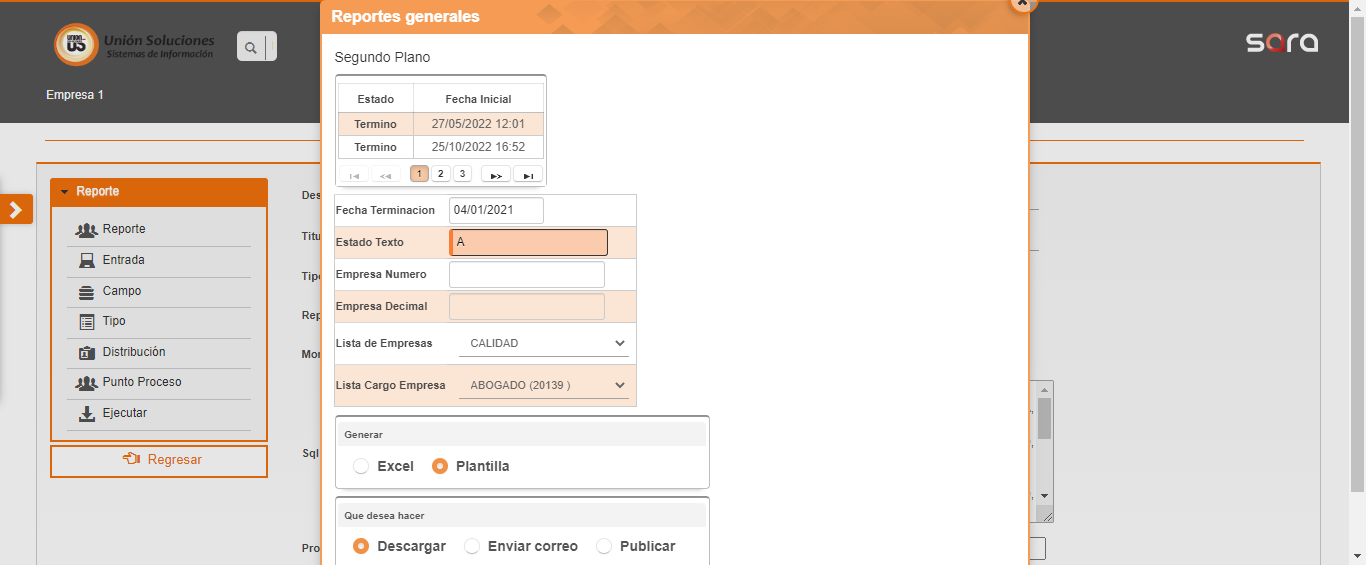 Reportes generales
Unión Soluciones
Sistemas de Información
sara
Empresa 1
Segundo Plano
Estado Fecha Inicial
Termino 27/05/2022 12:01
Termino 25/10/2022 16:52
1 2 3
Fecha Terminacion 04/01/2021
Estado Texto A
Empresa Numero
Empresa Decimal
Lista de Empresas CALIDAD
Lista Cargo Empresa ABOGADO (20139 )
Generar
Excel Plantilla
Que desea hacer
Descargar Enviar correo Publicar
Reporte
Reporte
Entrada
Campo
Tipo
Distribución
Punto Proceso
Ejecutar
Regresar
Des
Titu
Tipo
Rep
Mon
Sql
Pro